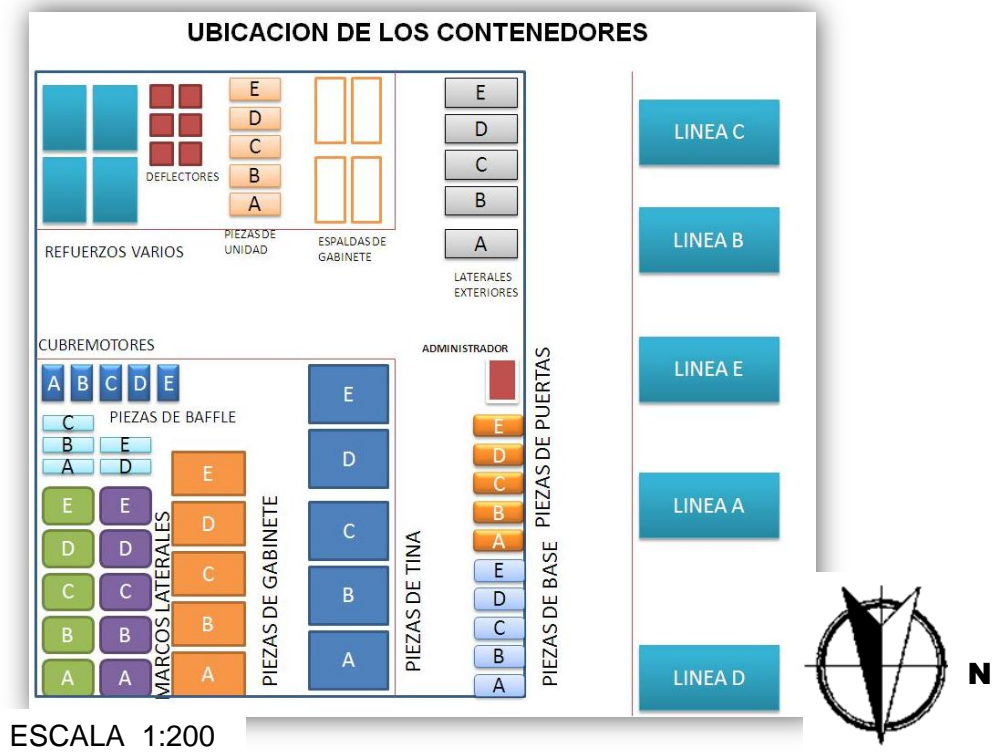 UBICACION DE LOS CONTENEDORES
E
D
C
B
A
DEFLECTORES
REFUERZOS VARIOS
PIEZAS DE
UNIDAD
ESPALDAS DE
GABINETE
E
D
C
B
A
LATERALES
EXTERIORES
LINEA C
LINEA B
LINEA E
LINEA A
LINEA D
CUBREMOTORES
A B C D E
PIEZAS DE BAFFLE
C
B
A
E
D
E
D
C
B
A
E
D
C
B
A
MARCOS LATERALES
E
D
C
B
A
PIEZAS DE GABINETE
E
D
C
B
A
PIEZAS DE TINA
ADMINISTRADOR
E
D
C
B
A
PIEZAS DE PUERTAS
E
D
C
B
A
PIEZAS DE BASE
N
ESCALA 1:200